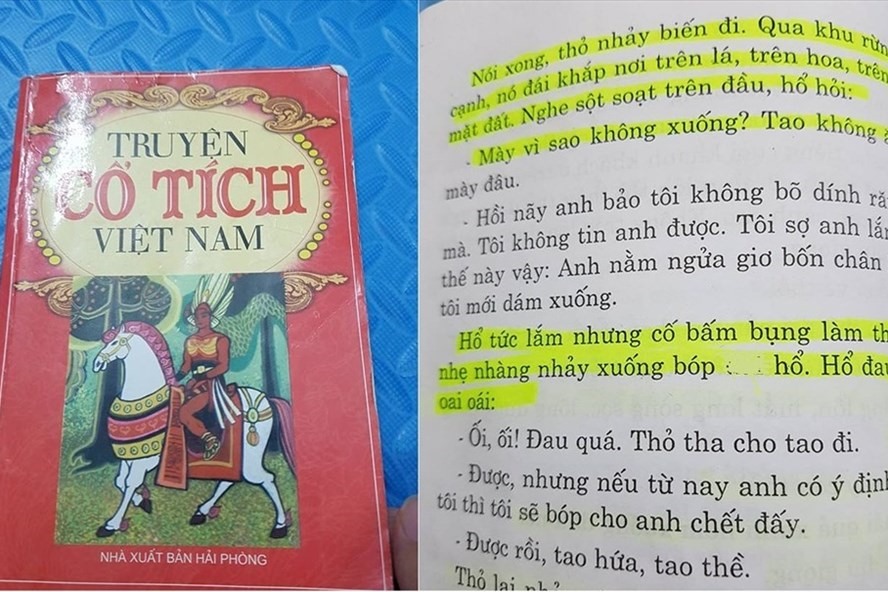 TRUYỆN
CỔ TÍCH
VIỆT NAM
NHÀ XUẤT BẢN HẢI PHÒNG
Nói xong, thỏ nhảy biến đi. Qua khu rừn
cạnh, nó đái khắp nơi trên lá, trên hoa, trên
mặt đất. Nghe sột soạt trên đầu, hổ hỏi:
- Mày vì sao không xuống? Tao không
mày đâu.
- Hồi nãy anh bảo tôi không bõ dính ră
mà. Tôi không tin anh được. Tôi sợ anh lắ
thế này vậy: Anh nằm ngửa giơ bốn chân
tôi mới dám xuống.
Hổ tức lắm nhưng cố bấm bụng làm th
nhẹ nhàng nhảy xuống bóp hổ. Hổ đau
oai oái:
- Ối, ối! Đau quá. Thỏ tha cho tao đi.
- Được, nhưng nếu từ nay anh có ý định
tôi thì tôi sẽ bóp cho anh chết đấy.
- Được rồi, tao hứa, tao thề.
Thỏ lại